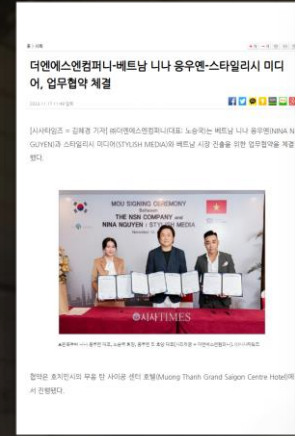 더엔에스엔컴퍼니-베트남 니나 응우옌-스타일리시 미디
어, 업무협약 체결
[시사타임즈 = 김혜경 기자] ㈜더엔에스엔컴퍼니(대표: 노승국)는 베트남 니나 응우옌(NINA N
GUYEN)과 스타일리시 미디어(STYLISH MEDIA)와 베트남 시장 진출을 위한 업무협약을 체결
했다.
MOU SIGNING CEREMONY
Between
THE NSN COMPANY and
NINA NGUYEN : STYLISH MEDIA
시사TIMES
협약은 호치민시의 무옹 탄 사이공 센터 호텔(Muong Thanh Grand Saigon Centre Hotel)에
서 진행됐다.